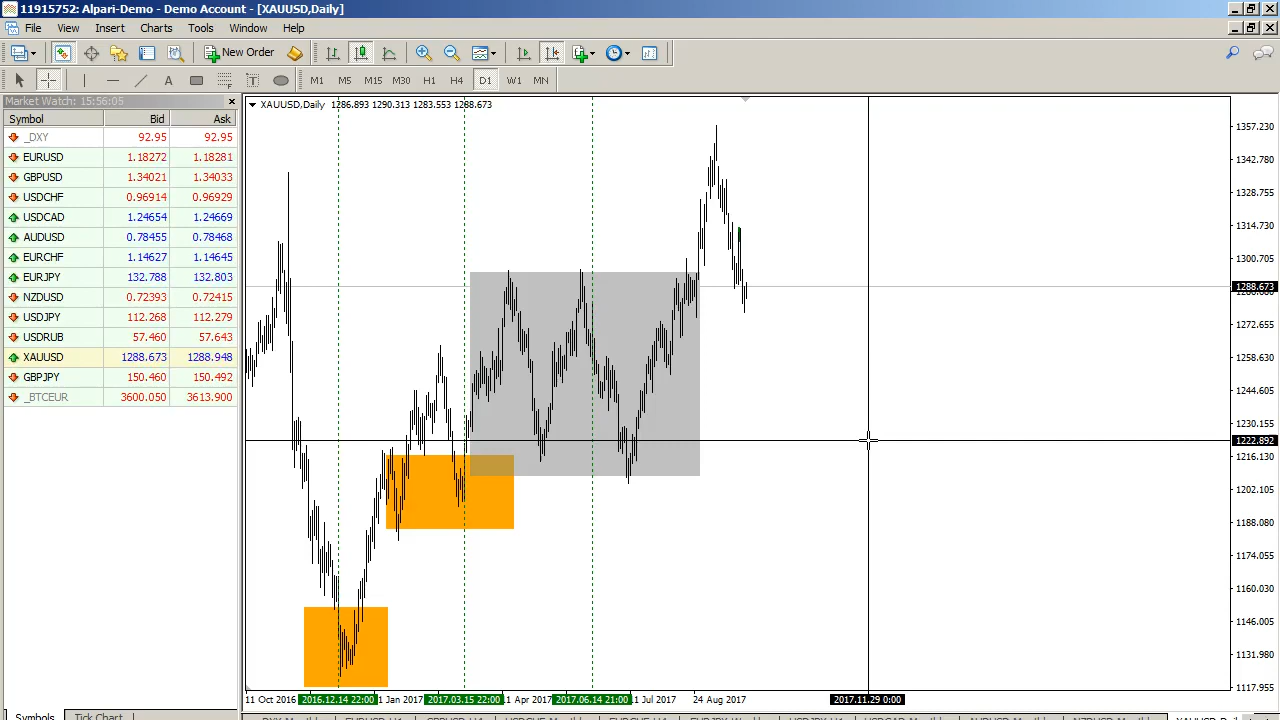 11915752: Alpari-Demo - Demo Account - [XAUUSD,Daily]
File View Insert Charts Tools Window Help
New Order
M1 M5 M15 M30 H1 H4 D1 W1 MN
Market Watch: 15:56:05
Symbol Bid Ask
_DXY 92.95 92.95
EURUSD 1.18272 1.18281
GBPUSD 1.34021 1.34033
USDCHF 0.96914 0.96929
USDCAD 1.24654 1.24669
AUDUSD 0.78455 0.78468
EURCHF 1.14627 1.14645
EURJPY 132.788 132.803
NZDUSD 0.72393 0.72415
USDJPY 112.268 112.279
USDRUB 57.460 57.643
XAUUSD 1288.673 1288.948
GBPJPY 150.460 150.492
_BTCEUR 3600.050 3613.900
Symbols Tick Chart
XAUUSD,Daily 1286.893 1290.313 1283.553 1288.673
1357.230
1342.780
1328.755
1314.730
1300.705
1288.673
1272.655
1258.630
1244.605
1230.155
1222.892
1216.130
1202.105
1188.080
1174.055
1160.030
1146.005
1131.980
1117.955
11 Oct 2016 2016.12.14 22:00 1 Jan 2017 2017.03.15 22:00 1 Apr 2017 2017.06.14 21:00 1 Jul 2017 24 Aug 2017 2017.11.29 0:00